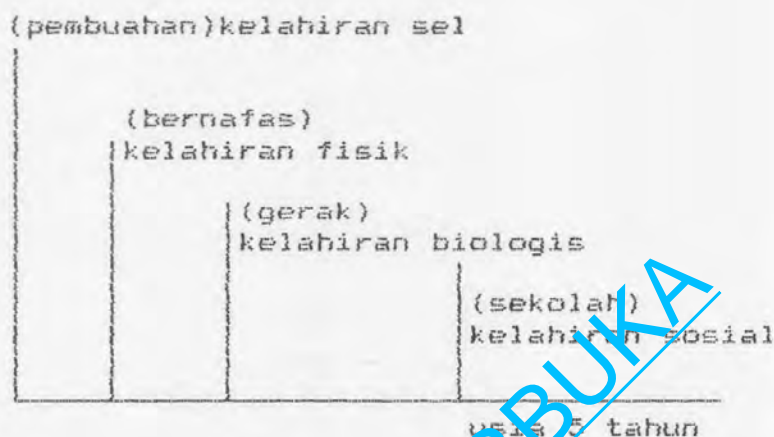 (pembuahan)kelahiran sel
(bernafas)
kelahiran fisik
(gerak)
kelahiran biologis
(sekolah)
kelahiran sosial
usia 5 tahun
BUKA